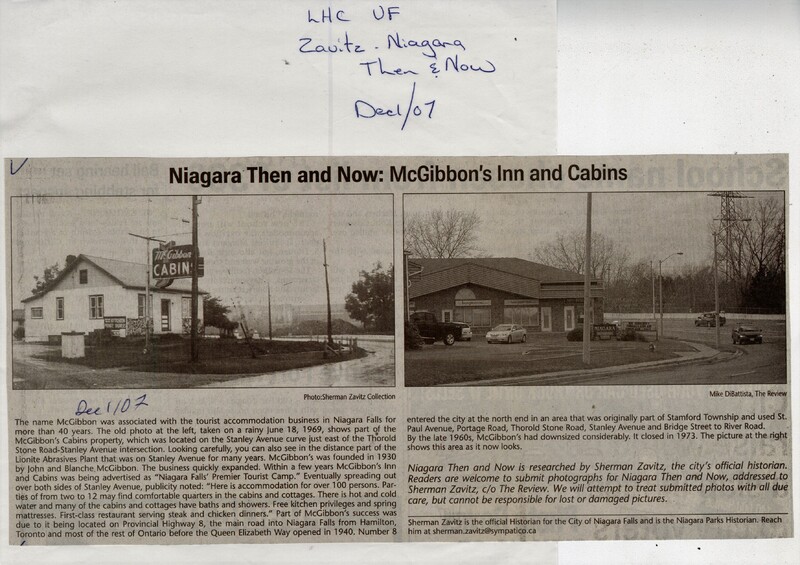 LHC VF
Zavitz - Niagara
Then & Now
Dec 1/07
Niagara Then and Now: McGibbon's Inn and Cabins
McGibbon
CABINS
Photo:Sherman Zavitz Collection
Mike DiBattista, The Review
Dec 1/07
The name McGibbon was associated with the tourist accommodation business in Niagara Falls for
more than 40 years. The old photo at the left, taken on a rainy June 18, 1969, shows part of the
McGibbon's Cabins property, which was located on the Stanley Avenue curve just east of the Thorold
Stone Road-Stanley Avenue intersection. Looking carefully, you can also see in the distance part of the
Lionite Abrasives Plant that was on Stanley Avenue for many years. McGibbon's was founded in 1930
by John and Blanche McGibbon. The business quickly expanded. Within a few years McGibbon's Inn
and Cabins was being advertised as "Niagara Falls' Premier Tourist Camp." Eventually spreading out
over both sides of Stanley Avenue, publicity noted: "Here is accommodation for over 100 persons. Par-
ties of from two to 12 may find comfortable quarters in the cabins and cottages. There is hot and cold
water and many of the cabins and cottages have baths and showers. Free kitchen privileges and spring
mattresses. First-class restaurant serving steak and chicken dinners." Part of McGibbon's success was
due to it being located on Provincial Highway 8, the main road into Niagara Falls from Hamilton,
Toronto and most of the rest of Ontario before the Queen Elizabeth Way opened in 1940. Number 8
entered the city at the north end in an area that was originally part of Stamford Township and used St.
Paul Avenue, Portage Road, Thorold Stone Road, Stanley Avenue and Bridge Street to River Road.
By the late 1960s, McGibbon's had downsized considerably. It closed in 1973. The picture at the right
shows this area as it now looks.
Niagara Then and Now is researched by Sherman Zavitz, the city's official historian.
Readers are welcome to submit photographs for Niagara Then and Now, addressed to
Sherman Zavitz, c/o The Review. We will attempt to treat submitted photos with all due
care, but cannot be responsible for lost or damaged pictures.
Sherman Zavitz is the official Historian for the City of Niagara Falls and is the Niagara Parks Historian. Reach
him at sherman.zavitz@sympatico.ca